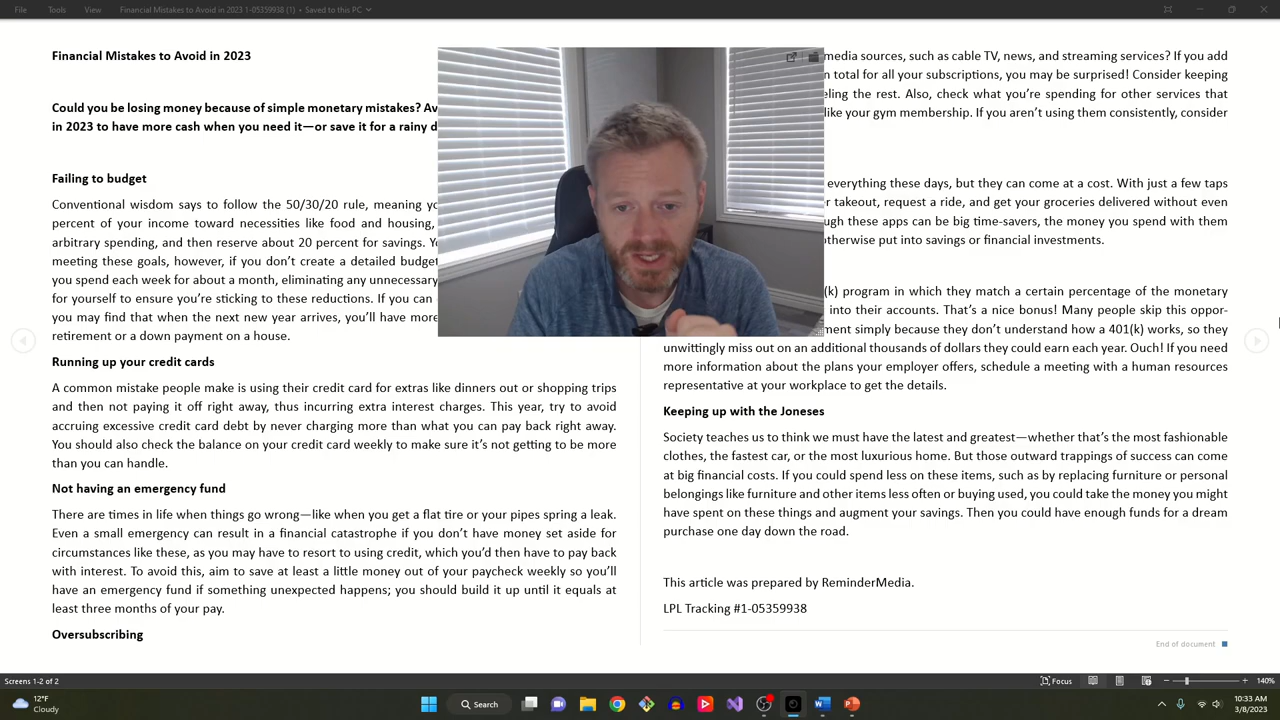 File Tools View Financial Mistakes to Avoid in 2023 1-05359938 (1) • Saved to this PC
Financial Mistakes to Avoid in 2023
Could you be losing money because of simple monetary mistakes? Av
in 2023 to have more cash when you need it—or save it for a rainy d
Failing to budget
Conventional wisdom says to follow the 50/30/20 rule, meaning yo
percent of your income toward necessities like food and housing,
arbitrary spending, and then reserve about 20 percent for savings. Yo
meeting these goals, however, if you don't create a detailed budget
you spend each week for about a month, eliminating any unnecessary
for yourself to ensure you're sticking to these reductions. If you can
you may find that when the next new year arrives, you'll have more
retirement or a down payment on a house.
Running up your credit cards
A common mistake people make is using their credit card for extras like dinners out or shopping trips
and then not paying it off right away, thus incurring extra interest charges. This year, try to avoid
accruing excessive credit card debt by never charging more than what you can pay back right away.
You should also check the balance on your credit card weekly to make sure it's not getting to be more
than you can handle.
Not having an emergency fund
There are times in life when things go wrong—like when you get a flat tire or your pipes spring a leak.
Even a small emergency can result in a financial catastrophe if you don't have money set aside for
circumstances like these, as you may have to resort to using credit, which you'd then have to pay back
with interest. To avoid this, aim to save at least a little money out of your paycheck weekly so you'll
have an emergency fund if something unexpected happens; you should build it up until it equals at
least three months of your pay.
Oversubscribing
media sources, such as cable TV, news, and streaming services? If you add
total for all your subscriptions, you may be surprised! Consider keeping
eling the rest. Also, check what you're spending for other services that
like your gym membership. If you aren't using them consistently, consider
everything these days, but they can come at a cost. With just a few taps
r takeout, request a ride, and get your groceries delivered without even
ugh these apps can be big time-savers, the money you spend with them
otherwise put into savings or financial investments.
(k) program in which they match a certain percentage of the monetary
into their accounts. That's a nice bonus! Many people skip this oppor-
ment simply because they don't understand how a 401(k) works, so they
unwittingly miss out on an additional thousands of dollars they could earn each year. Ouch! If you need
more information about the plans your employer offers, schedule a meeting with a human resources
representative at your workplace to get the details.
Keeping up with the Joneses
Society teaches us to think we must have the latest and greatest—whether that's the most fashionable
clothes, the fastest car, or the most luxurious home. But those outward trappings of success can come
at big financial costs. If you could spend less on these items, such as by replacing furniture or personal
belongings like furniture and other items less often or buying used, you could take the money you might
have spent on these things and augment your savings. Then you could have enough funds for a dream
purchase one day down the road.
This article was prepared by ReminderMedia.
LPL Tracking #1-05359938
End of document
Screens 1-2 of 2 Focus 140%
12°F
Cloudy
Search
10:33 AM
3/8/2023